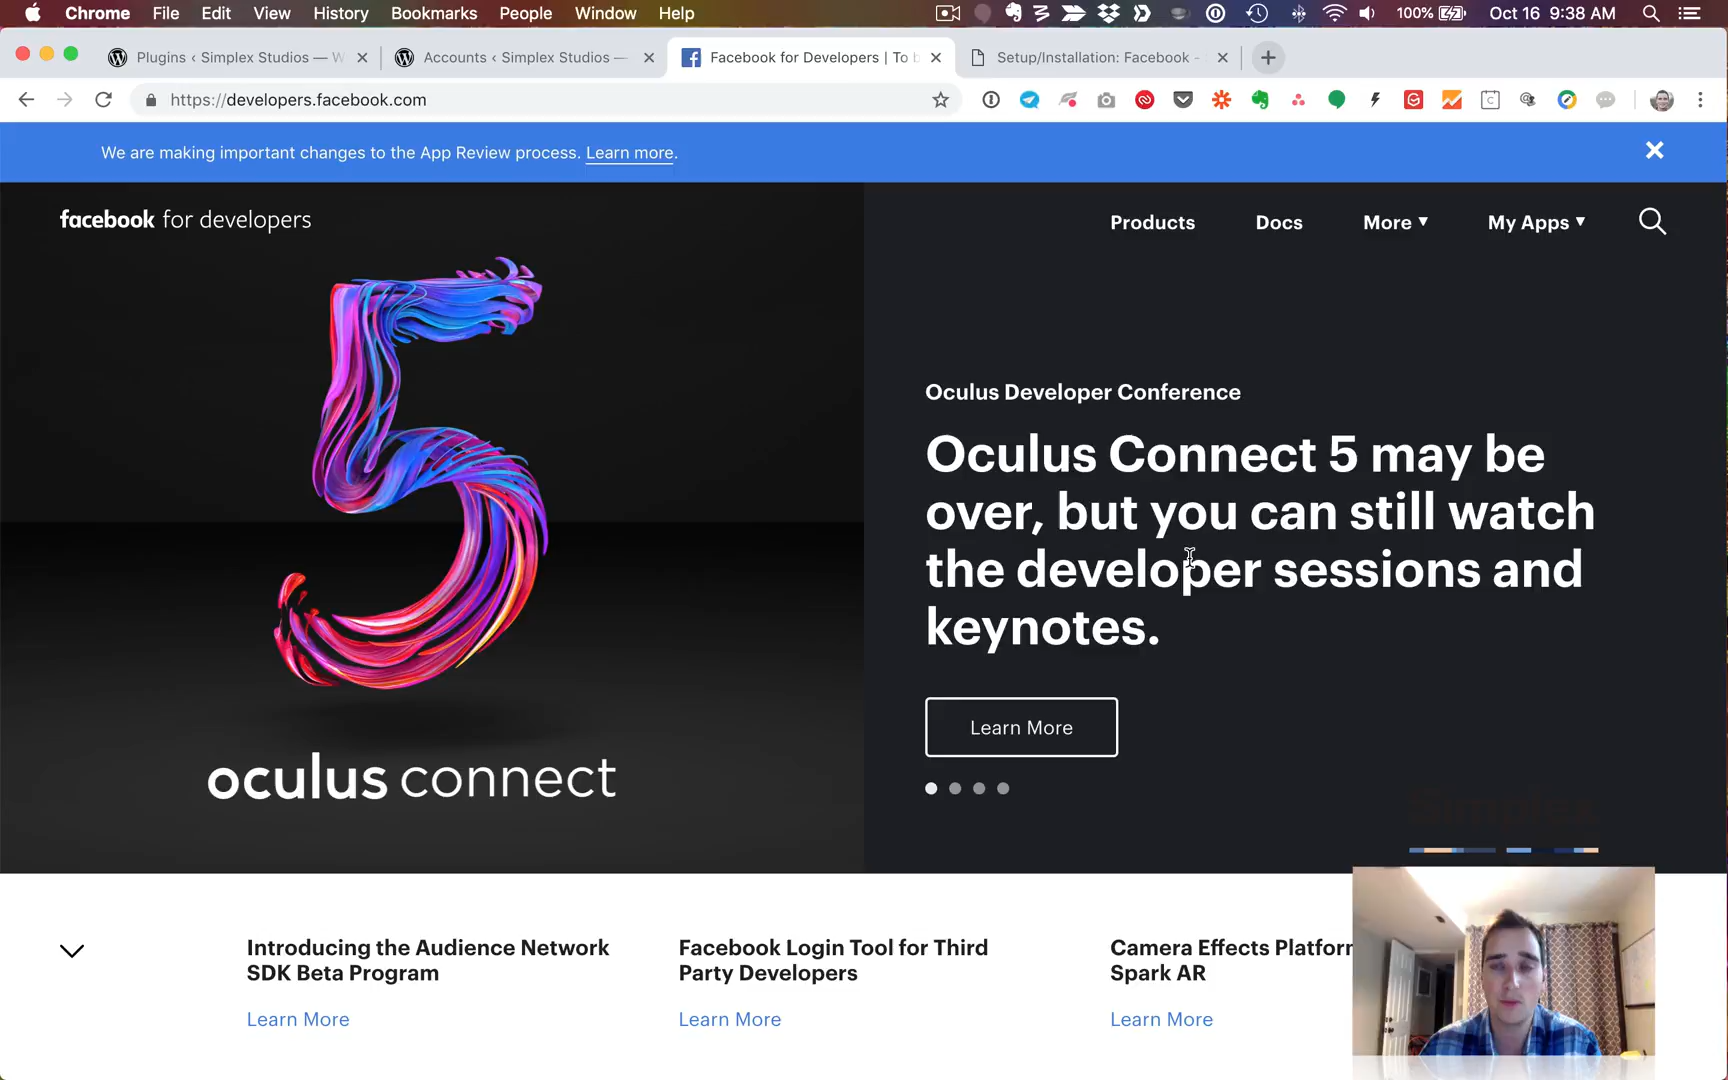 Chrome File Edit View History Bookmarks People Window Help 100% Oct 16 9:38 AM
Plugins ‹ Simplex Studios — W
Accounts ‹ Simplex Studios —
Facebook for Developers | To b
Setup/Installation: Facebook -
https://developers.facebook.com
We are making important changes to the App Review process. Learn more.
facebook for developers
Products Docs More My Apps
Oculus Developer Conference
Oculus Connect 5 may be
over, but you can still watch
the developer sessions and
keynotes.
Learn More
5
oculus connect
Simplex
Introducing the Audience Network
SDK Beta Program
Learn More
Facebook Login Tool for Third
Party Developers
Learn More
Camera Effects Platform
Spark AR
Learn More